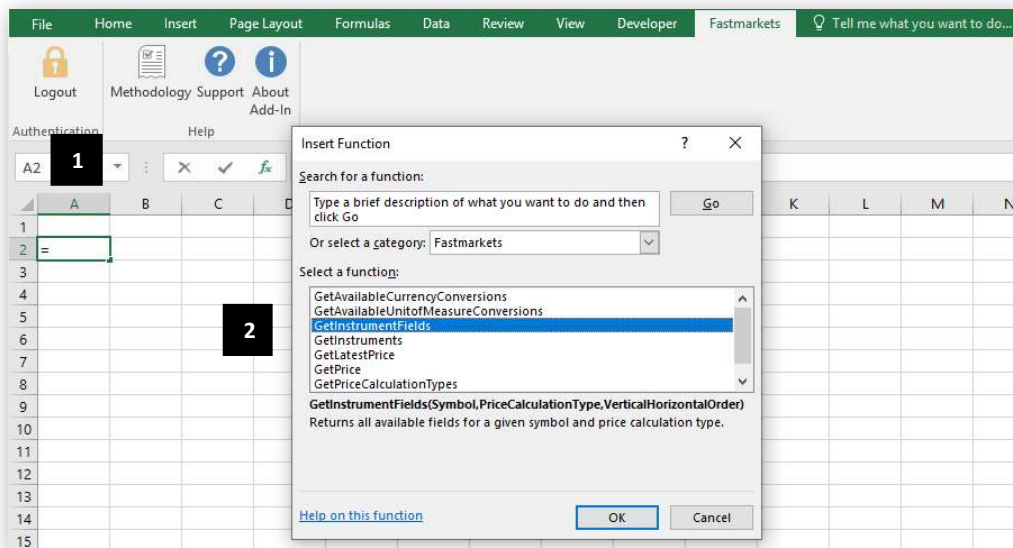 File Home Insert Page Layout Formulas Data Review View Developer Fastmarkets Tell me what you want to do...
Logout Methodology Support About
Add-In
Authentication Help
1
A2 fx
A B C D K L M N
1
2 =
3
4
5
6
7
8
9
10
11
12
13
14
15
Insert Function ? X
Search for a function:
Type a brief description of what you want to do and then
click Go
Go
Or select a category: Fastmarkets
Select a function:
GetAvailableCurrencyConversions
GetAvailableUnitofMeasureConversions
GetInstrumentFields
GetInstruments
GetLatestPrice
GetPrice
GetPriceCalculationTypes
2
GetInstrumentFields(Symbol,PriceCalculationType,VerticalHorizontalOrder)
Returns all available fields for a given symbol and price calculation type.
Help on this function OK Cancel